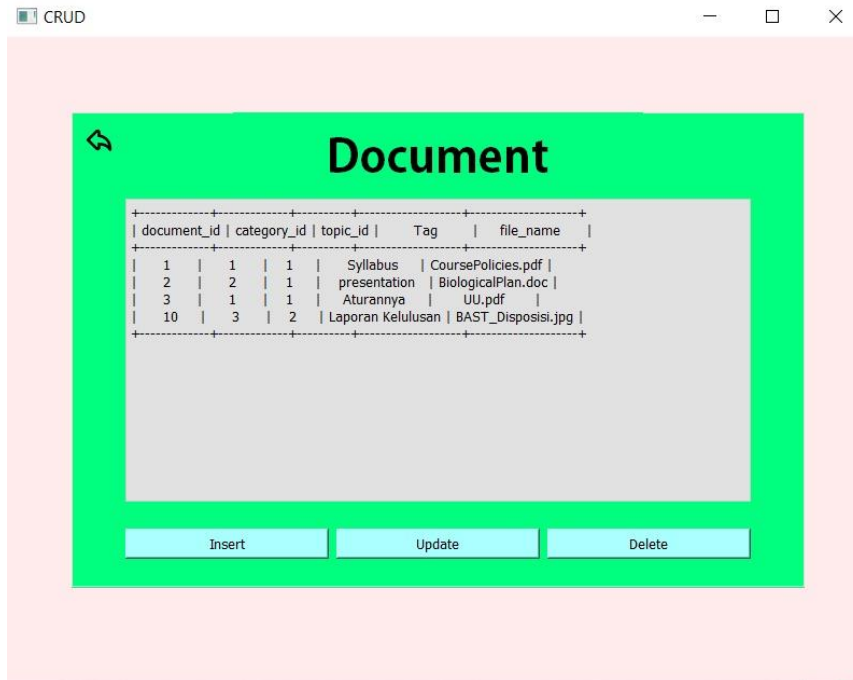 CRUD
Document
+-------------+-------------+----------+-------------------+--------------------+
| document_id | category_id | topic_id | Tag | file_name |
+-------------+-------------+----------+-------------------+--------------------+
| 1 | 1 | 1 | Syllabus | CoursePolicies.pdf |
| 2 | 2 | 1 | presentation | BiologicalPlan.doc |
| 3 | 1 | 1 | Aturannya | UU.pdf |
| 10 | 3 | 2 | Laporan Kelulusan | BAST_Disposisi.jpg |
+-------------+-------------+----------+-------------------+--------------------+
Insert Update Delete